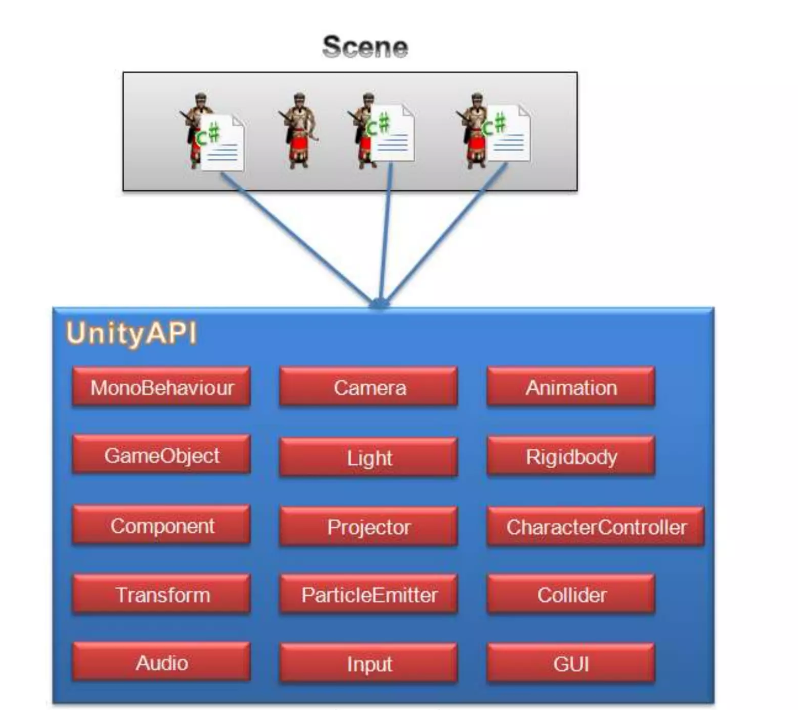 Scene
C#
C#
C#
UnityAPI
MonoBehaviour
Camera
Animation
GameObject
Light
Rigidbody
Component
Projector
CharacterController
Transform
ParticleEmitter
Collider
Audio
Input
GUI